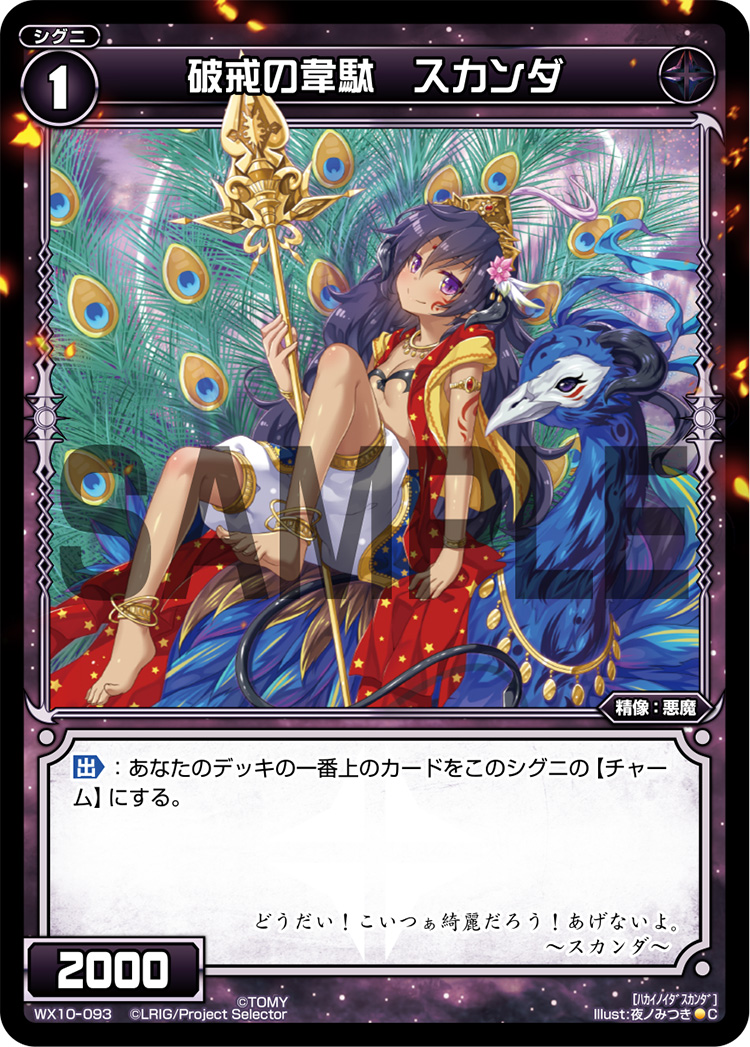 シグニ
1
破戒の韋駄　スカンダ
SAMPLE
精像：悪魔
出：あなたのデッキの一番上のカードをこのシグニの【チャー
ム】にする。
どうだい！こいつぁ綺麗だろう！あげないよ。
～スカンダ～
2000
©TOMY
[ﾊｶｲﾉｲﾀﾞｽｶﾝﾀﾞ]
WX10-093 ©LRIG/Project Selector
Illust:夜ノみつき C